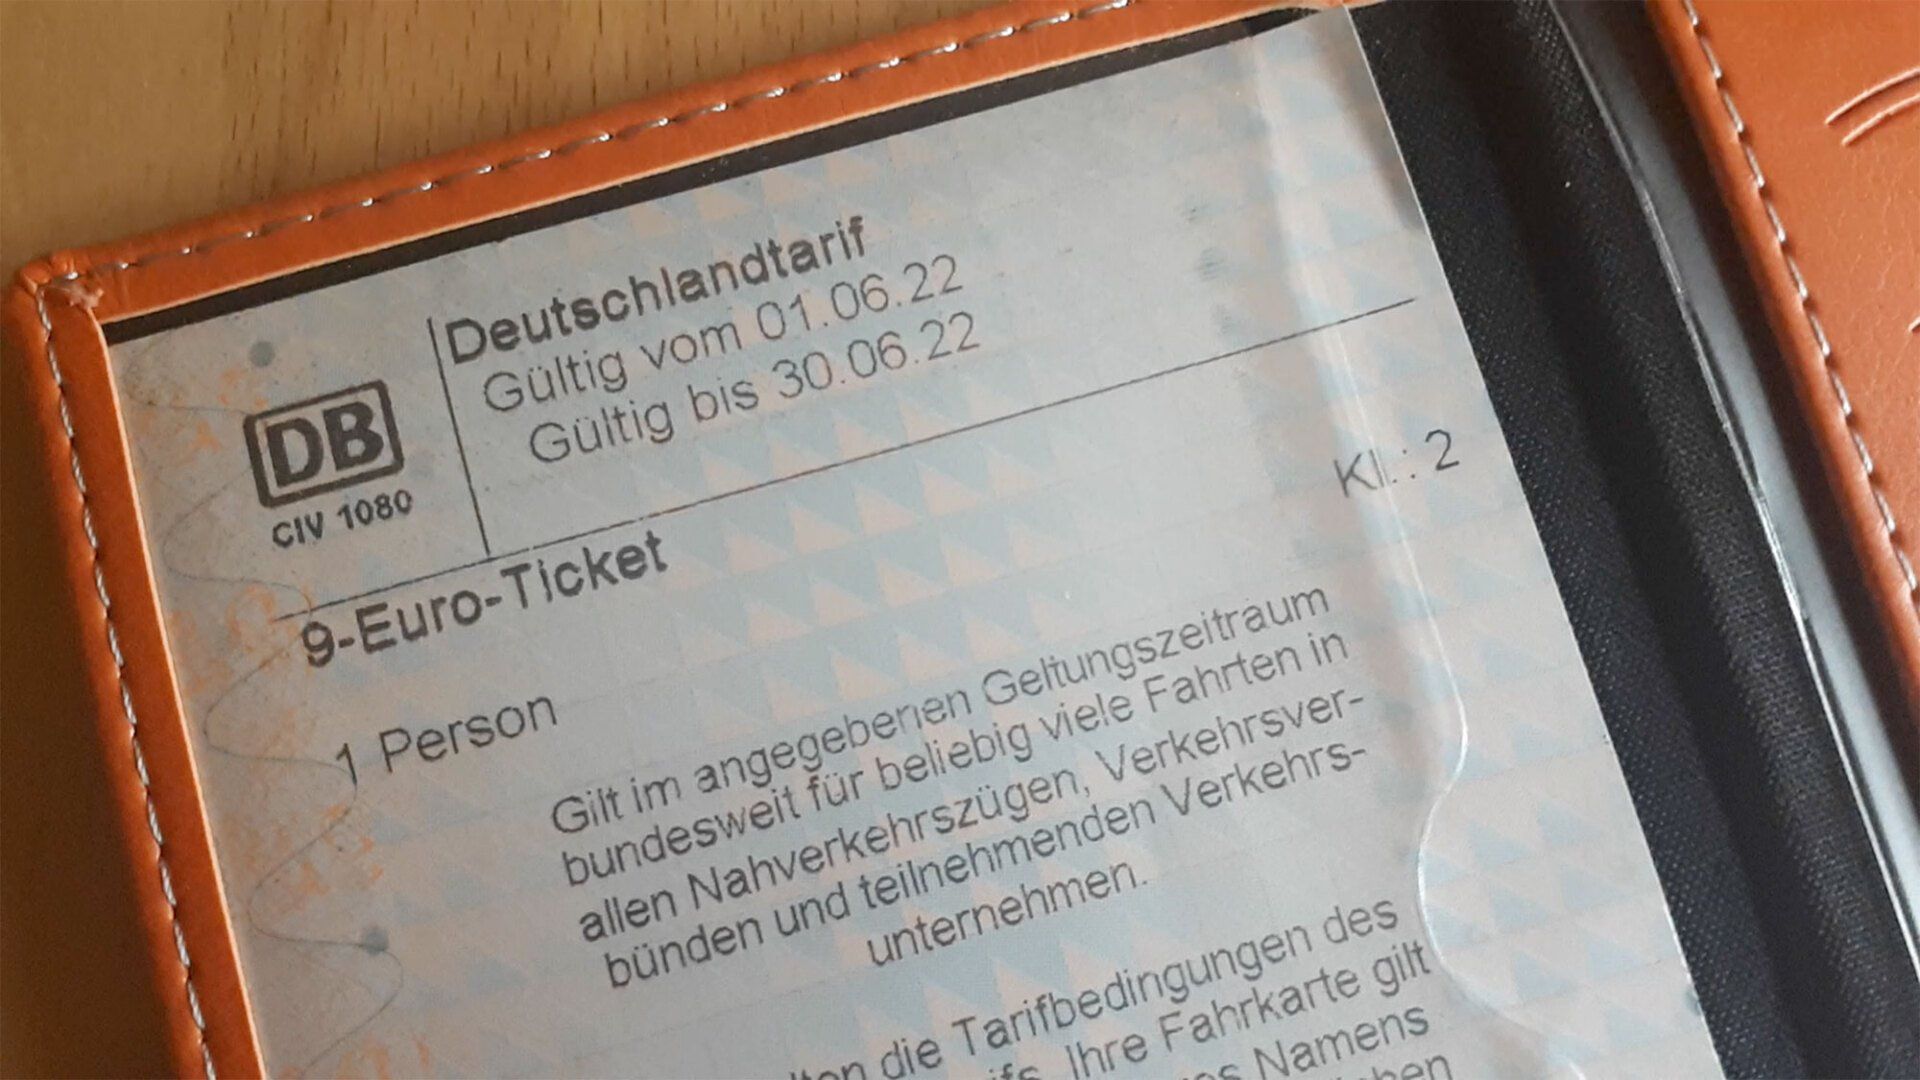 Deutschlandtarif
Gültig vom 01.06.22
Gültig bis 30.06.22
DB
CIV 1080
Kl.: 2
9-Euro-Ticket
1 Person
Gilt im angegebenen Geltungszeitraum
bundesweit für beliebig viele Fahrten in
allen Nahverkehrszügen, Verkehrsver-
bünden und teilnehmenden Verkehrs-
unternehmen.
die Tarifbedingungen des
Ihre Fahrkarte gilt
Namens